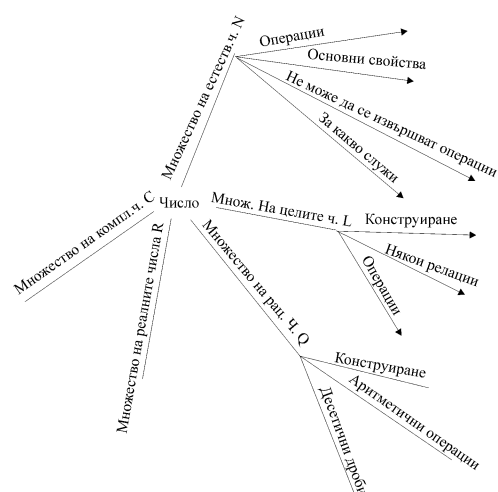 Множество на естеств.ч. N
Операции
Основни свойства
Не може да се извършват операции
За какво служи
Число
Множ. На целите ч. L
Конструиране
Някои релации
Операции
Множество на компл.ч. C
Множество на реалните числа R
Множество на рац. Ч. Q
Конструиране
Аритметични операции
Десетични дроби